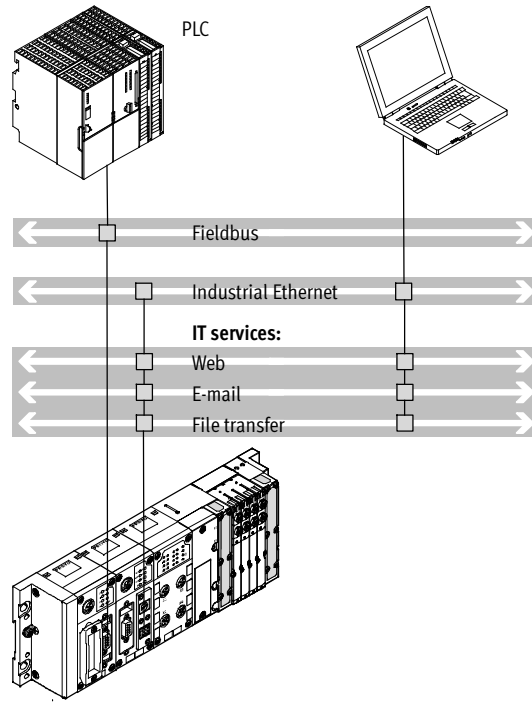 PLC
Fieldbus
Industrial Ethernet
IT services:
Web
E-mail
File transfer